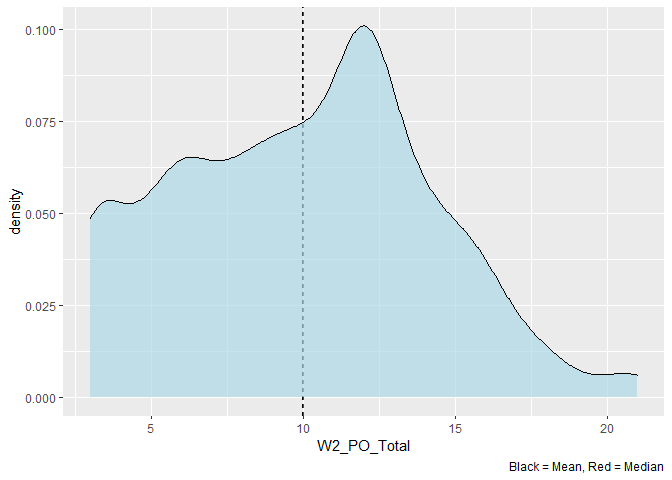 0.100
0.075
0.050
0.025
0.000
density
5 10 15 20
W2_PO_Total
Black = Mean, Red = Median